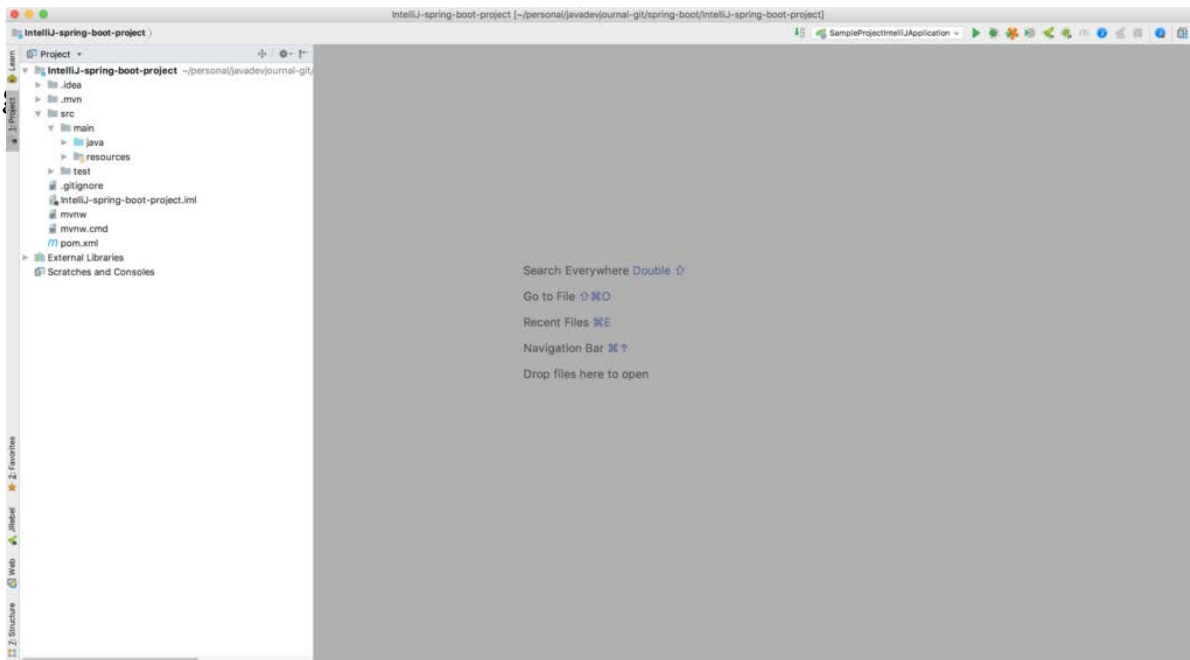 IntelliJ-spring-boot-project [~/personal/javadevjournal-git/spring-boot/IntelliJ-spring-boot-project]
IntelliJ-spring-boot-project
SampleProjectIntelliJApplication
Project
IntelliJ-spring-boot-project ~/personal/javadevjournal-git/
.idea
.mvn
src
main
java
resources
test
.gitignore
IntelliJ-spring-boot-project.iml
mvnw
mvnw.cmd
pom.xml
External Libraries
Scratches and Consoles
Search Everywhere Double ⇧
Go to File ⇧⌘O
Recent Files ⌘E
Navigation Bar ⌘↑
Drop files here to open
Learn
1: Project
2: Favorites
JRebel
Web
Z: Structure